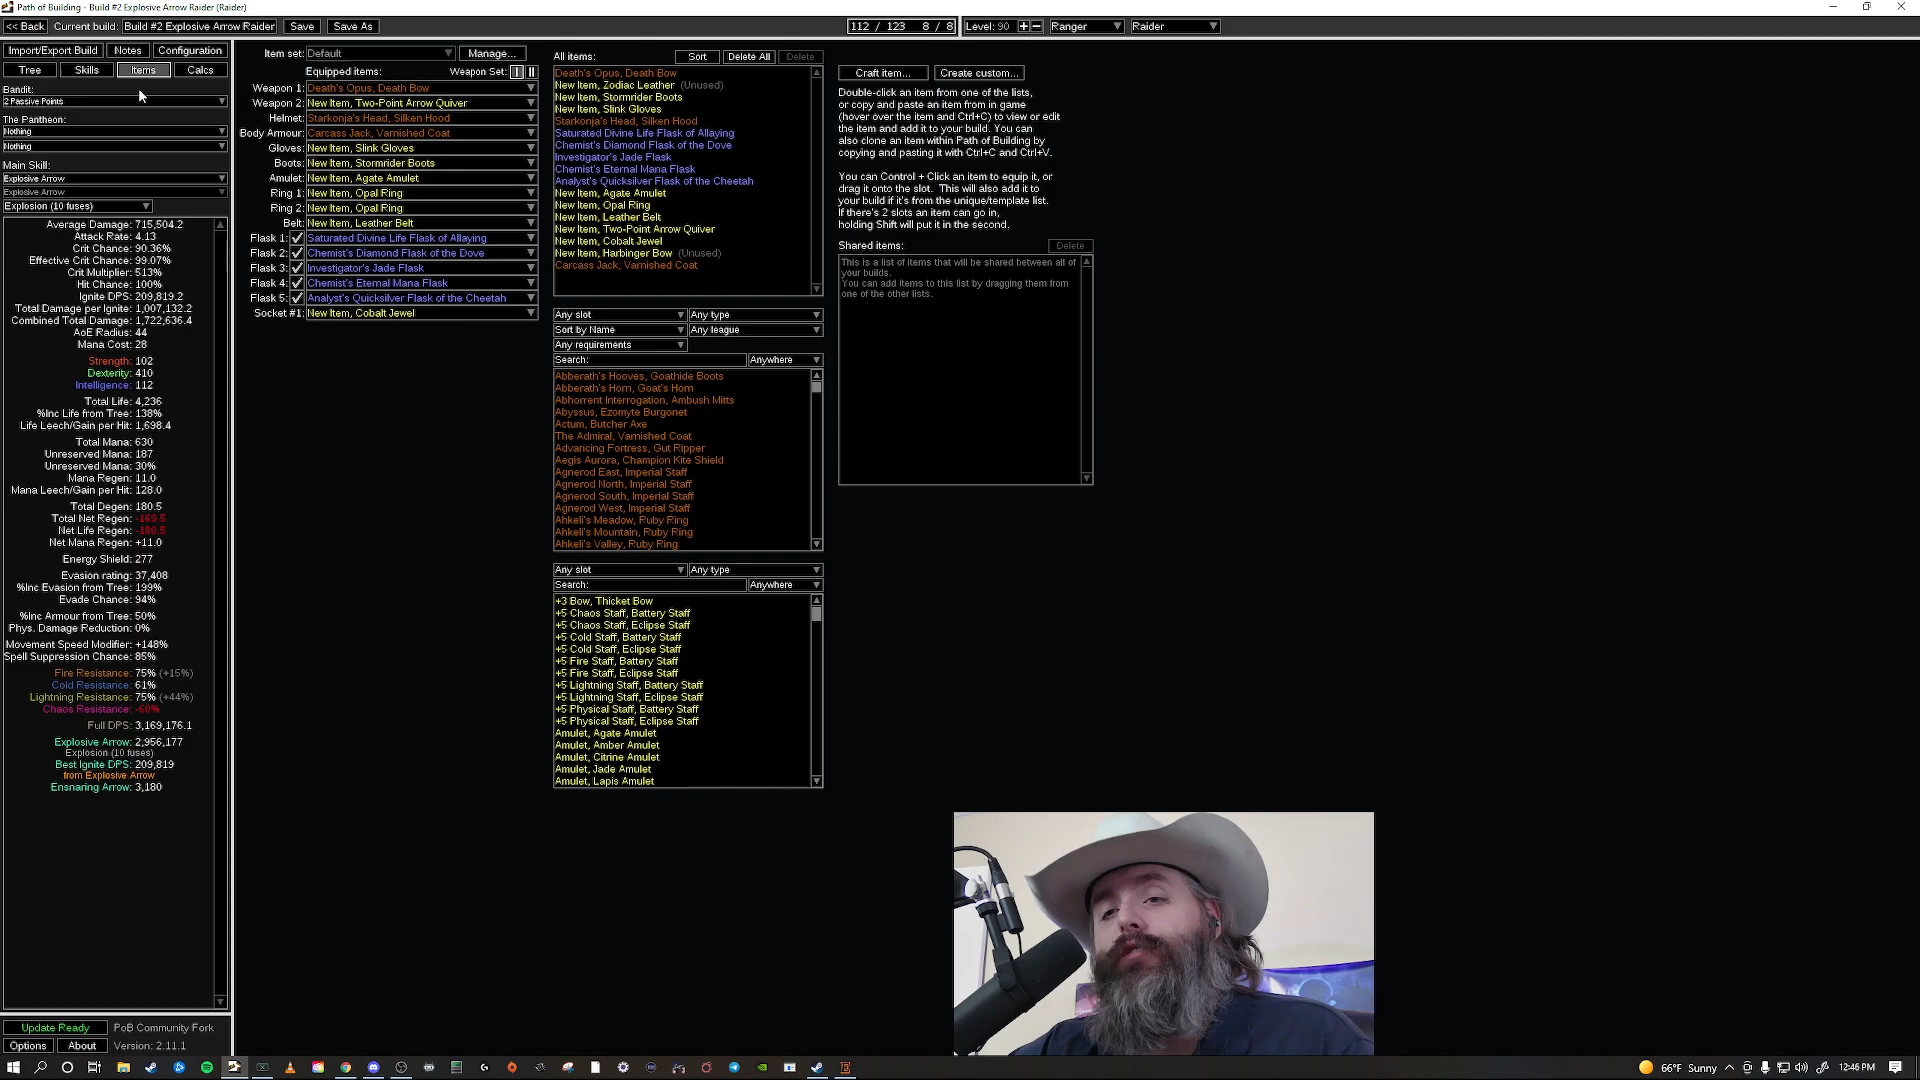 Path of Building - Build #2 Explosive Arrow Raider (Raider)
<< Back Current build: Build #2 Explosive Arrow Raider Save Save As 112 / 123 8 / 8 Level: 90 Ranger Raider
Import/Export Build Notes Configuration
Tree Skills Items Calcs
Bandit:
2 Passive Points
The Pantheon:
Nothing
Nothing
Main Skill:
Explosive Arrow
Explosive Arrow
Explosion (10 fuses)
Average Damage: 715,504.2
Attack Rate: 4.13
Crit Chance: 90.36%
Effective Crit Chance: 99.07%
Crit Multiplier: 513%
Hit Chance: 100%
Ignite DPS: 209,819.2
Total Damage per Ignite: 1,007,132.2
Combined Total Damage: 1,722,636.4
AoE Radius: 44
Mana Cost: 28
Strength: 102
Dexterity: 410
Intelligence: 112
Total Life: 4,236
%Inc Life from Tree: 138%
Life Leech/Gain per Hit: 1,698.4
Total Mana: 630
Unreserved Mana: 187
Unreserved Mana: 30%
Mana Regen: 11.0
Mana Leech/Gain per Hit: 128.0
Total Degen: 180.5
Total Net Regen: -169.5
Net Life Regen: -180.5
Net Mana Regen: +11.0
Energy Shield: 277
Evasion rating: 37,408
%Inc Evasion from Tree: 199%
Evade Chance: 94%
%Inc Armour from Tree: 50%
Phys. Damage Reduction: 0%
Movement Speed Modifier: +148%
Spell Suppression Chance: 85%
Fire Resistance: 75% (+15%)
Cold Resistance: 61%
Lightning Resistance: 75% (+44%)
Chaos Resistance: -60%
Full DPS: 3,169,176.1
Explosive Arrow: 2,956,177
Explosion (10 fuses)
Best Ignite DPS: 209,819
from Explosive Arrow
Ensnaring Arrow: 3,180
Update Ready PoB Community Fork
Options About Version: 2.11.1
Item set: Default Manage...
Equipped items: Weapon Set: I II
Weapon 1: Death's Opus, Death Bow
Weapon 2: New Item, Two-Point Arrow Quiver
Helmet: Starkonja's Head, Silken Hood
Body Armour: Carcass Jack, Varnished Coat
Gloves: New Item, Slink Gloves
Boots: New Item, Stormrider Boots
Amulet: New Item, Agate Amulet
Ring 1: New Item, Opal Ring
Ring 2: New Item, Opal Ring
Belt: New Item, Leather Belt
Flask 1: Saturated Divine Life Flask of Allaying
Flask 2: Chemist's Diamond Flask of the Dove
Flask 3: Investigator's Jade Flask
Flask 4: Chemist's Eternal Mana Flask
Flask 5: Analyst's Quicksilver Flask of the Cheetah
Socket #1: New Item, Cobalt Jewel
All items: Sort Delete All Delete
Death's Opus, Death Bow
New Item, Zodiac Leather (Unused)
New Item, Stormrider Boots
New Item, Slink Gloves
Starkonja's Head, Silken Hood
Saturated Divine Life Flask of Allaying
Chemist's Diamond Flask of the Dove
Investigator's Jade Flask
Chemist's Eternal Mana Flask
Analyst's Quicksilver Flask of the Cheetah
New Item, Agate Amulet
New Item, Opal Ring
New Item, Leather Belt
New Item, Two-Point Arrow Quiver
New Item, Cobalt Jewel
New Item, Harbinger Bow (Unused)
Carcass Jack, Varnished Coat
Any slot Any type
Sort by Name Any league
Any requirements
Search: Anywhere
Abberath's Hooves, Goathide Boots
Abberath's Horn, Goat's Horn
Abhorrent Interrogation, Ambush Mitts
Abyssus, Ezomyte Burgonet
Actum, Butcher Axe
The Admiral, Varnished Coat
Advancing Fortress, Gut Ripper
Aegis Aurora, Champion Kite Shield
Agnerod East, Imperial Staff
Agnerod North, Imperial Staff
Agnerod South, Imperial Staff
Agnerod West, Imperial Staff
Ahkeli's Meadow, Ruby Ring
Ahkeli's Mountain, Ruby Ring
Ahkeli's Valley, Ruby Ring
Any slot Any type
Search: Anywhere
+3 Bow, Thicket Bow
+5 Chaos Staff, Battery Staff
+5 Chaos Staff, Eclipse Staff
+5 Cold Staff, Battery Staff
+5 Cold Staff, Eclipse Staff
+5 Fire Staff, Battery Staff
+5 Fire Staff, Eclipse Staff
+5 Lightning Staff, Battery Staff
+5 Lightning Staff, Eclipse Staff
+5 Physical Staff, Battery Staff
+5 Physical Staff, Eclipse Staff
Amulet, Agate Amulet
Amulet, Amber Amulet
Amulet, Citrine Amulet
Amulet, Jade Amulet
Amulet, Lapis Amulet
Craft item... Create custom...
Double-click an item from one of the lists,
or copy and paste an item from in game
(hover over the item and Ctrl+C) to view or edit
the item and add it to your build. You can
also clone an item within Path of Building by
copying and pasting it with Ctrl+C and Ctrl+V.
You can Control + Click an item to equip it, or
drag it onto the slot. This will also add it to
your build if it's from the unique/template list.
If there's 2 slots an item can go in,
holding Shift will put it in the second.
Shared items: Delete
This is a list of items that will be shared between all of
your builds.
You can add items to this list by dragging them from
one of the other lists.
66°F Sunny 12:46 PM